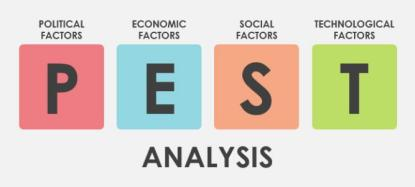 POLITICAL FACTORS
ECONOMIC FACTORS
SOCIAL FACTORS
TECHNOLOGICAL FACTORS
P E S T
ANALYSIS